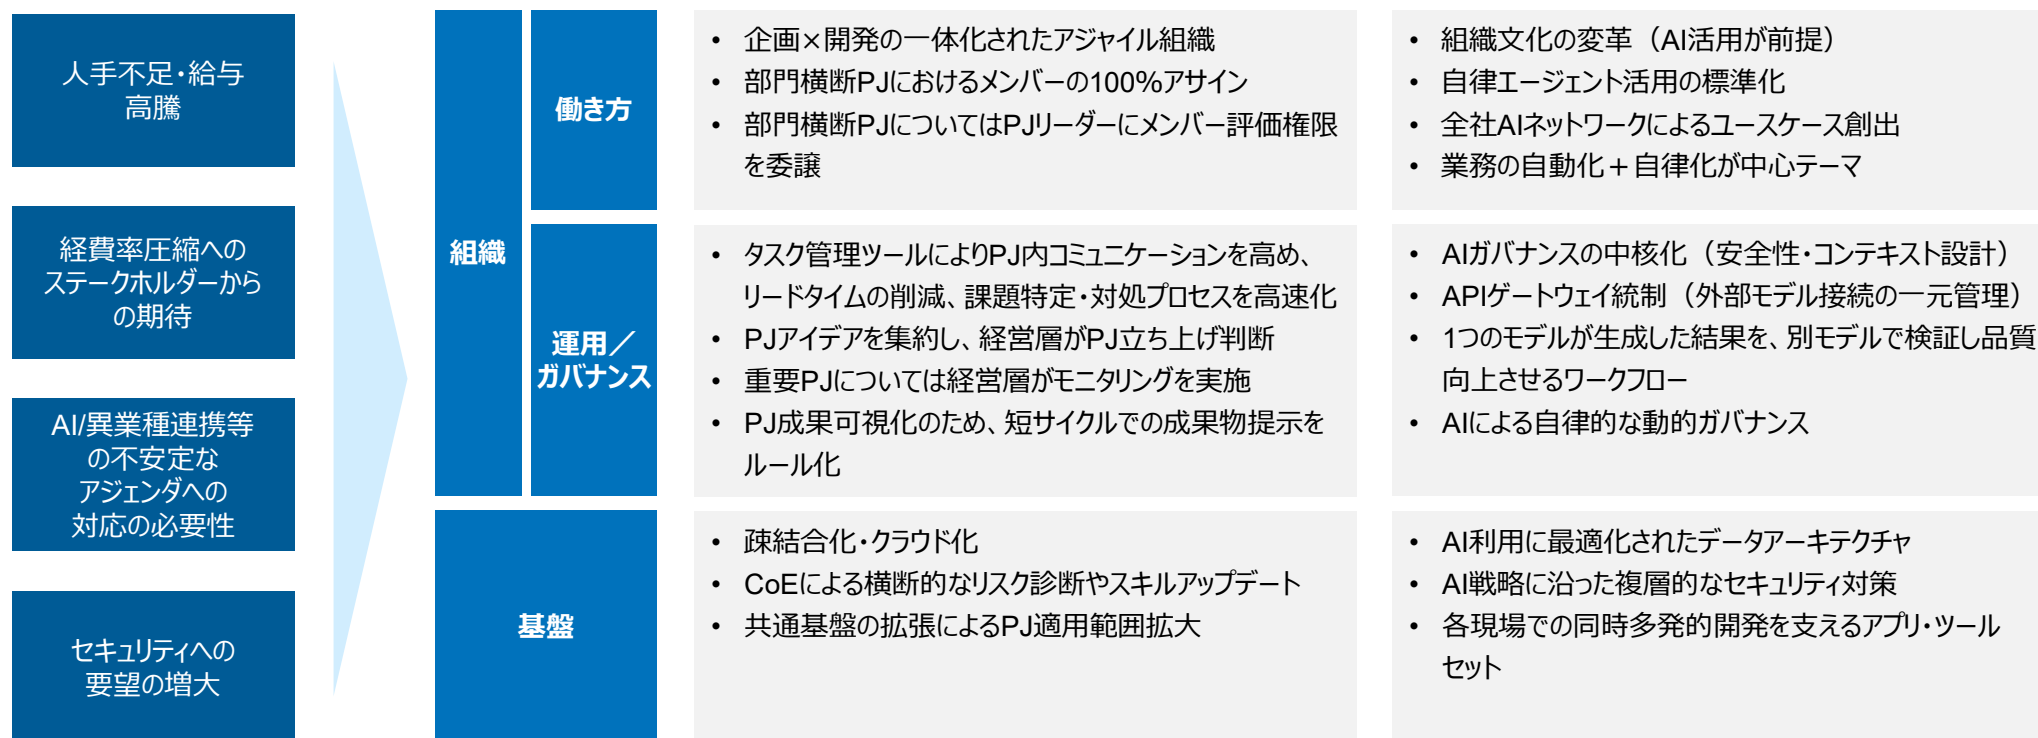 人手不足・給与
高騰
経費率圧縮への
ステークホルダーから
の期待
AI/異業種連携等
の不安定な
アジェンダへの
対応の必要性
セキュリティへの
要望の増大
組織
働き方
• 企画×開発の一体化されたアジャイル組織
• 部門横断PJにおけるメンバーの100%アサイン
• 部門横断PJについてはPJリーダーにメンバー評価権限
を委譲
• 組織文化の変革（AI活用が前提）
• 自律エージェント活用の標準化
• 全社AIネットワークによるユースケース創出
• 業務の自動化＋自律化が中心テーマ
運用／
ガバナンス
• タスク管理ツールによりPJ内コミュニケーションを高め、
リードタイムの削減、課題特定・対処プロセスを高速化
• PJアイデアを集約し、経営層がPJ立ち上げ判断
• 重要PJについては経営層がモニタリングを実施
• PJ成果可視化のため、短サイクルでの成果物提示を
ルール化
• AIガバナンスの中核化（安全性・コンテキスト設計）
• APIゲートウェイ統制（外部モデル接続の一元管理）
• 1つのモデルが生成した結果を、別モデルで検証し品質
向上させるワークフロー
• AIによる自律的な動的ガバナンス
基盤
• 疎結合化・クラウド化
• CoEによる横断的なリスク診断やスキルアップデート
• 共通基盤の拡張によるPJ適用範囲拡大
• AI利用に最適化されたデータアーキテクチャ
• AI戦略に沿った複層的なセキュリティ対策
• 各現場での同時多発的開発を支えるアプリ・ツール
セット